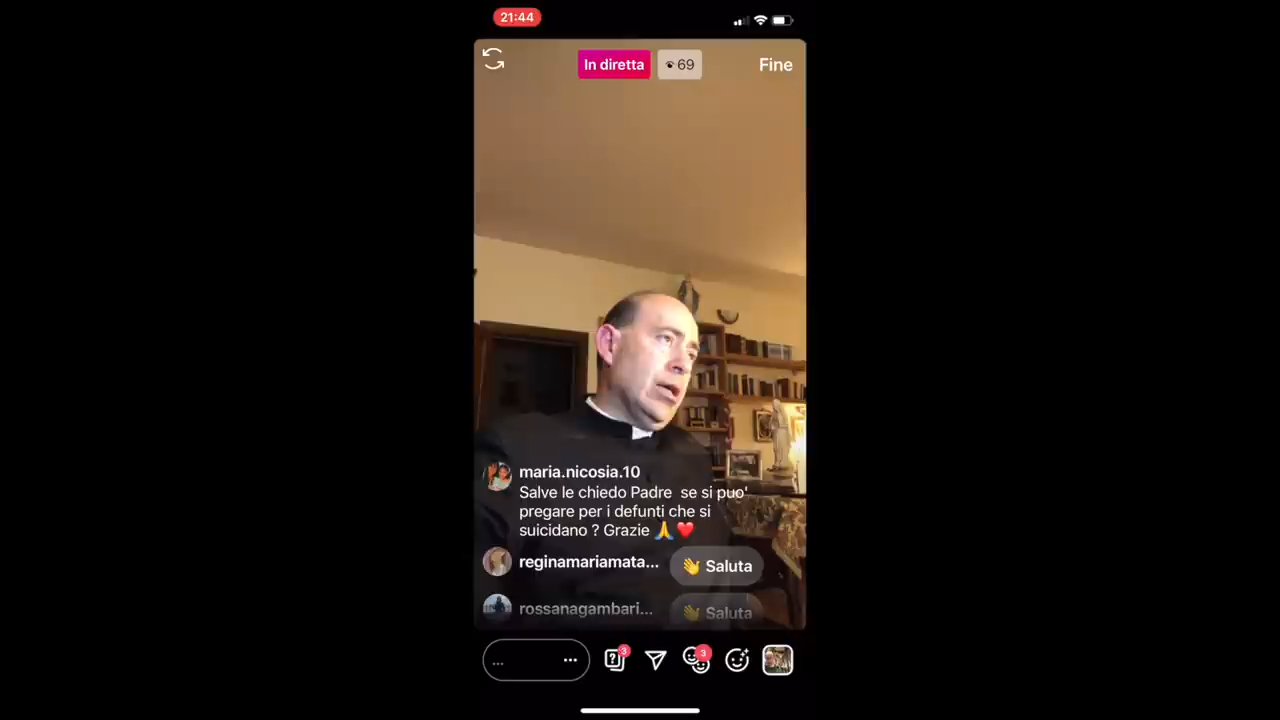 21:44
In diretta
69
Fine
maria.nicosia.10
Salve le chiedo Padre se si puo'
pregare per i defunti che si
suicidano ? Grazie 🙏❤️
reginamariamata...
👋 Saluta
rossanagambari...
👋 Saluta
...
3
3